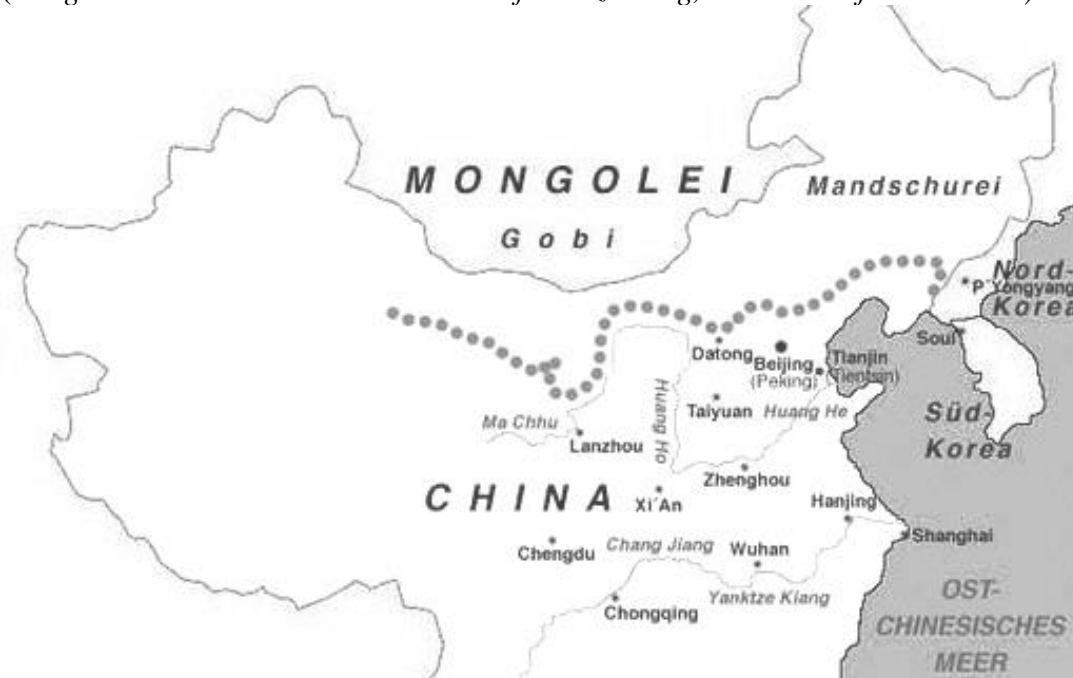 MONGOLEI
Mandschurei
Gobi
Nord-
P´Yongyang
Korea
Soul
Datong
Beijing
(Peking)
Tianjin
(Tientsin)
Taiyuan
Huang He
Huang Ho
Süd-
Korea
Ma Chhu
Lanzhou
Zhenghou
CHINA
Xi´An
Hanjing
Shanghai
Chengdu
Chang Jiang
Wuhan
Yanktze Kiang
Chongqing
OST-
CHINESISCHES
MEER